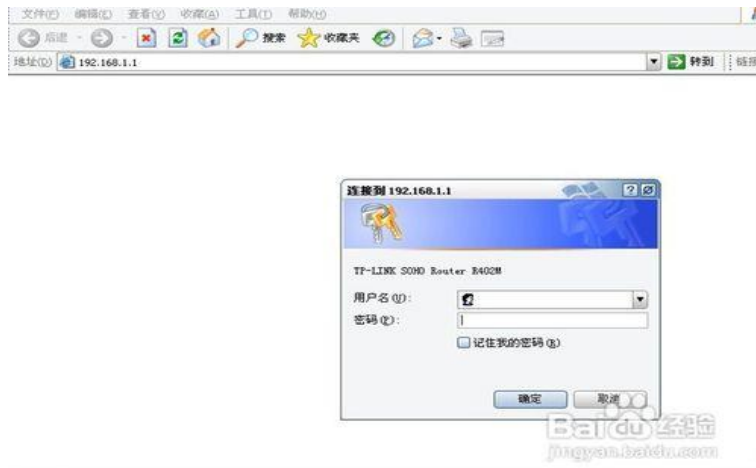 文件(F) 编辑(E) 查看(V) 收藏(A) 工具(T) 帮助(H)
后退 搜索 收藏夹
地址(D) 192.168.1.1 转到 链接
连接到 192.168.1.1
TP-LINK SOHO Router R402M
用户名(U):
密码(P):
记住我的密码(R)
确定 取消
Baidu 经验
jingyan.baidu.com